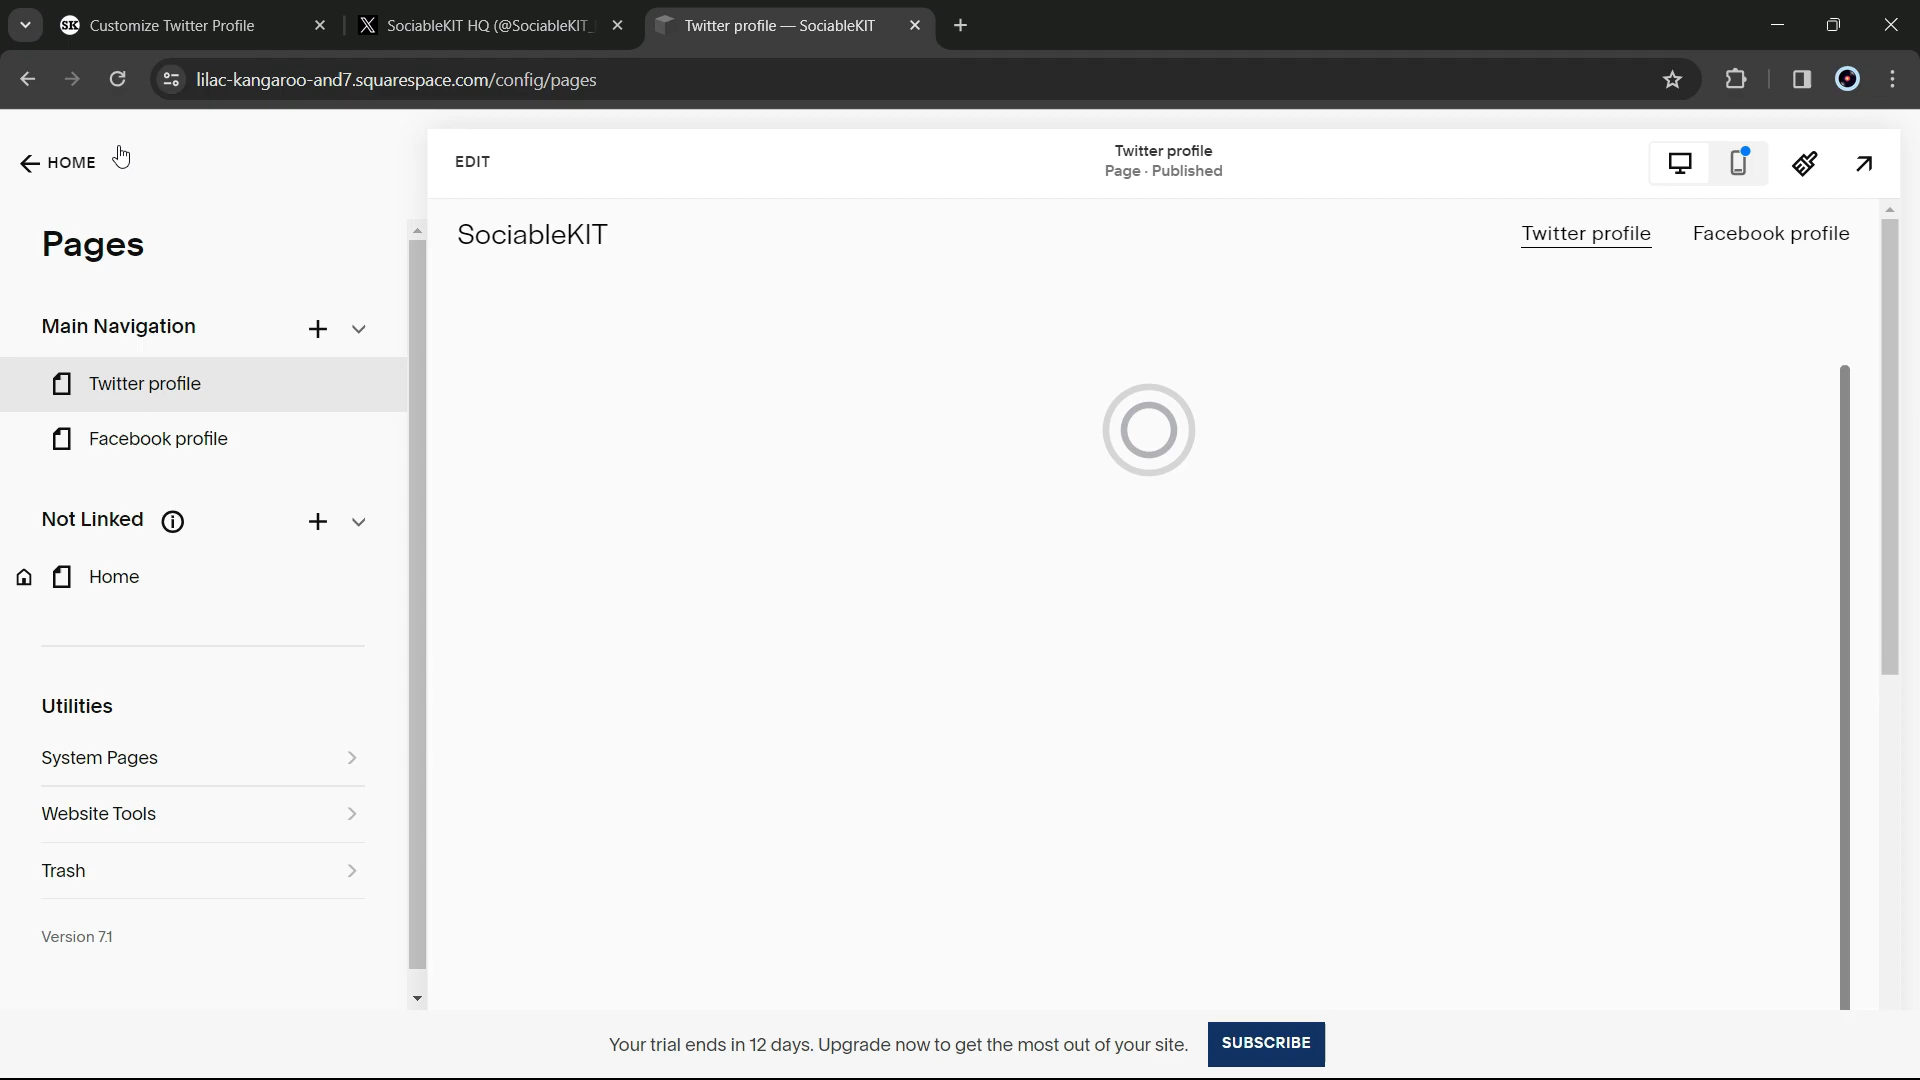 SK Customize Twitter Profile
SociableKIT HQ (@SociableKIT_
Twitter profile — SociableKIT
lilac-kangaroo-and7.squarespace.com/config/pages
HOME
EDIT
Twitter profile
Page · Published
Pages
SociableKIT
Twitter profile
Facebook profile
Main Navigation
Twitter profile
Facebook profile
Not Linked
Home
Utilities
System Pages
Website Tools
Trash
Version 7.1
Your trial ends in 12 days. Upgrade now to get the most out of your site.
SUBSCRIBE